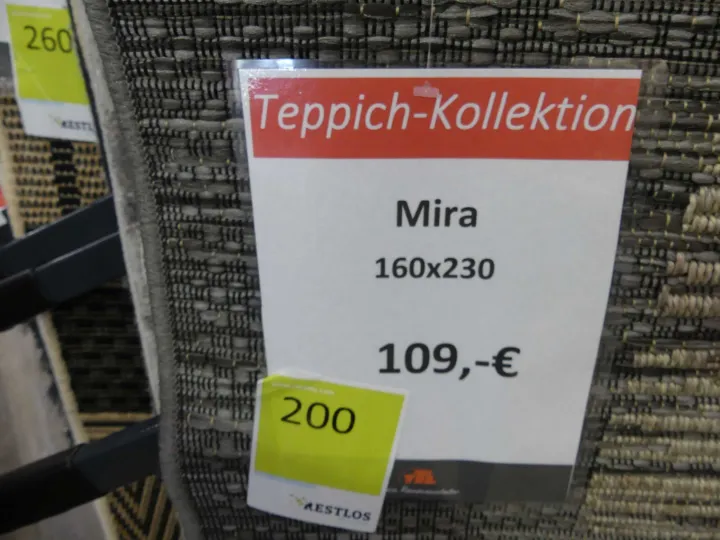 260
RESTLOS
Teppich-Kollektion
Mira
160x230
109,-€
200
RESTLOS